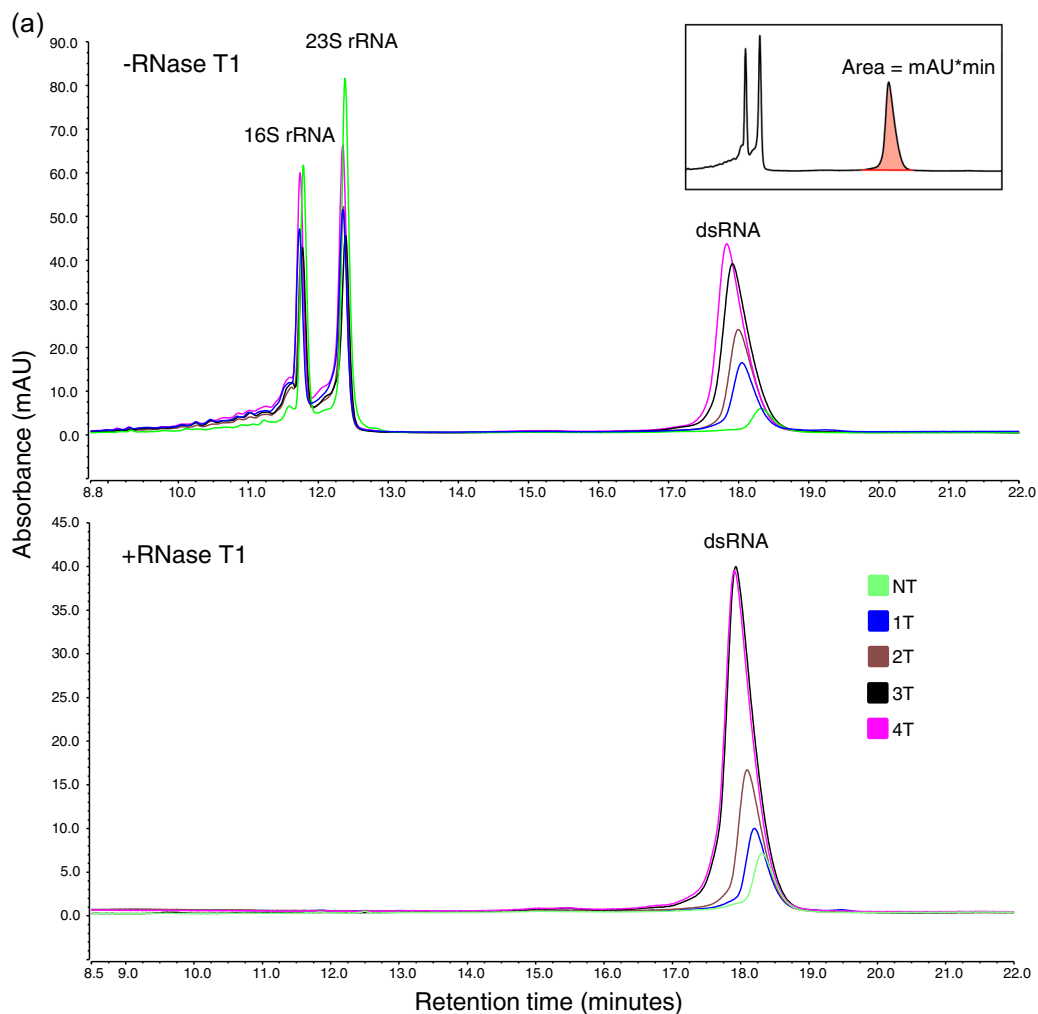 (a)
-RNase T1
23S rRNA
16S rRNA
Area = mAU*min
dsRNA
90.0
80.0
70.0
60.0
50.0
40.0
30.0
20.0
10.0
0.0
8.8 10.0 11.0 12.0 13.0 14.0 15.0 16.0 17.0 18.0 19.0 20.0 21.0 22.0
Absorbance (mAU)
+RNase T1
dsRNA
45.0
40.0
35.0
30.0
25.0
20.0
15.0
10.0
5.0
0.0
NT
1T
2T
3T
4T
8.5 9.0 10.0 11.0 12.0 13.0 14.0 15.0 16.0 17.0 18.0 19.0 20.0 21.0 22.0
Retention time (minutes)